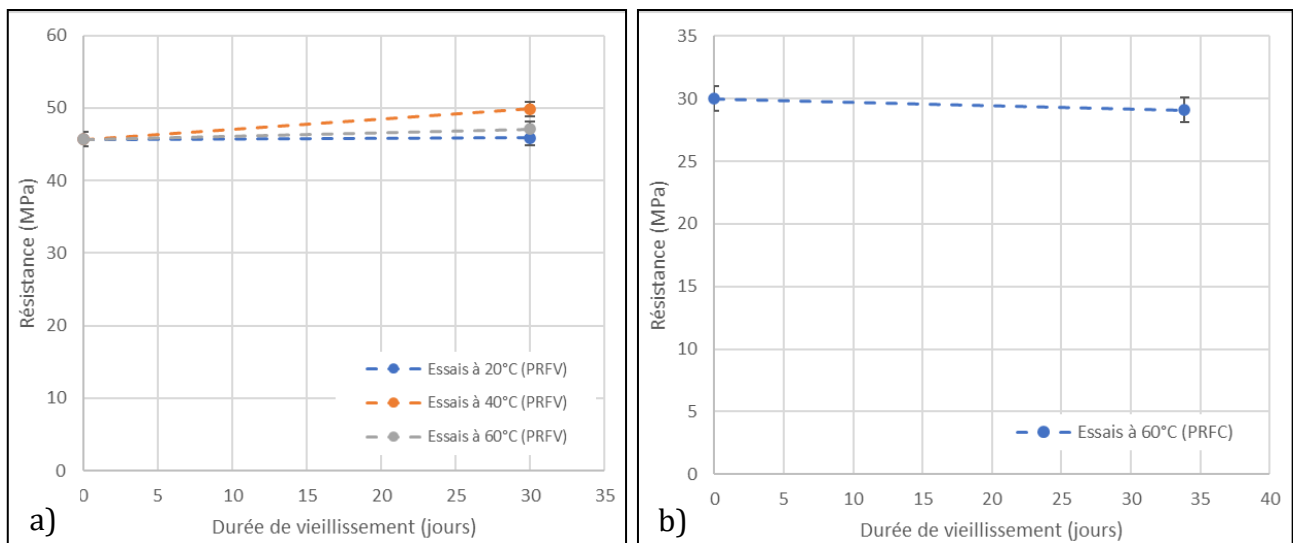 60
50
40
30
20
10
0
Résistance (MPa)
Essais à 20°C (PRFV)
Essais à 40°C (PRFV)
Essais à 60°C (PRFV)
0 5 10 15 20 25 30 35
Durée de vieillissement (jours)
a)
35
30
25
20
15
10
5
0
Résistance (MPa)
Essais à 60°C (PRFC)
0 5 10 15 20 25 30 35 40
Durée de vieillissement (jours)
b)